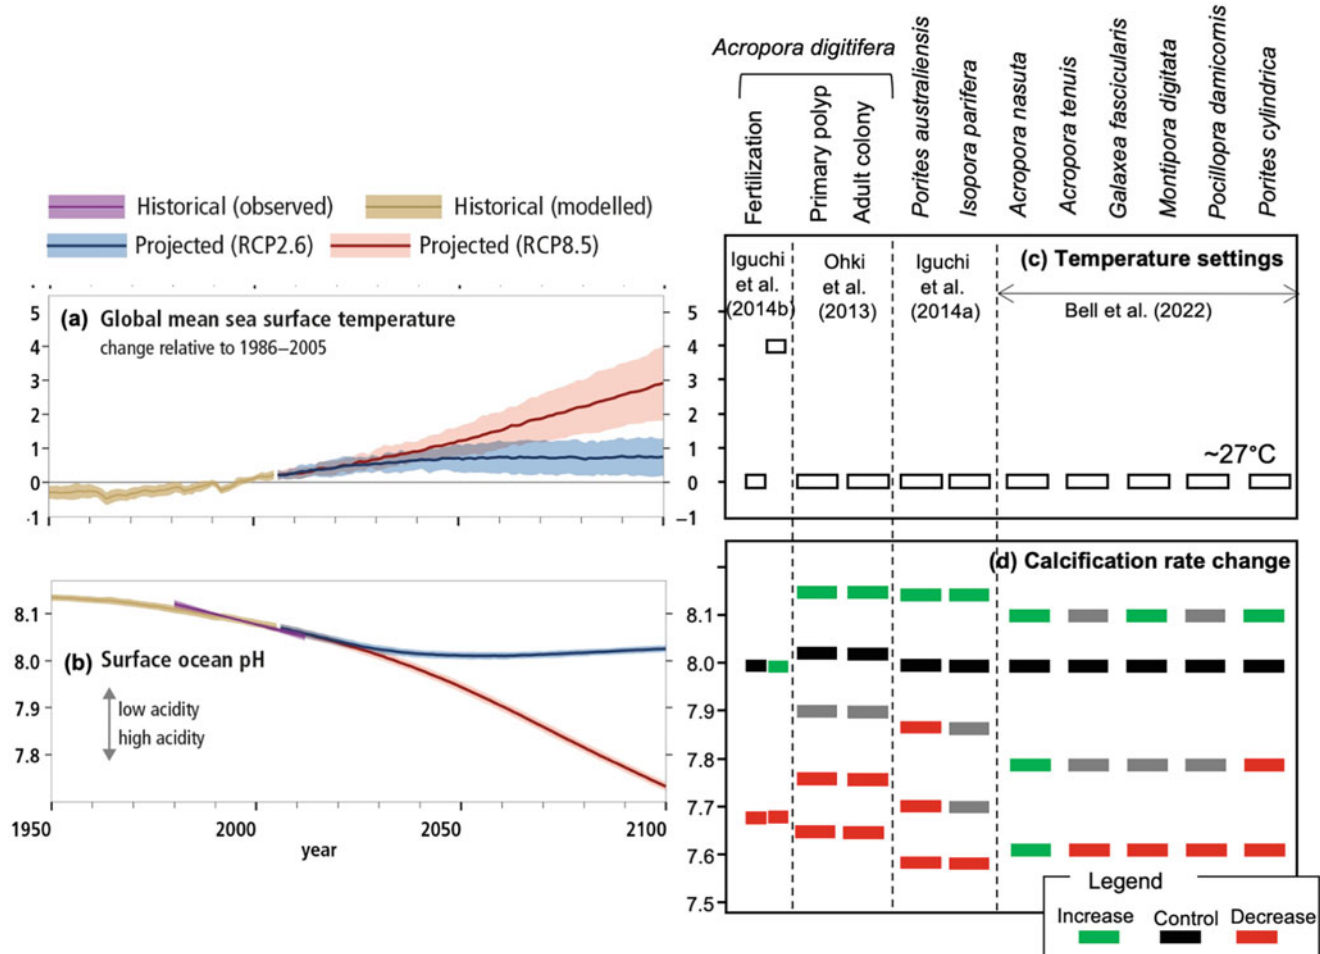 Acropora digitifera
Fertilization
Primary polyp
Adult colony
Porites australiensis
Isopora parifera
Acropora nasuta
Acropora tenuis
Galaxea fascicularis
Montipora digitata
Pocillopra damicornis
Porites cylindrica
Historical (observed)
Historical (modelled)
Projected (RCP2.6)
Projected (RCP8.5)
(a) Global mean sea surface temperature
change relative to 1986–2005
5
4
3
2
1
0
-1
5
4
3
2
1
0
−1
Iguchi
et al.
(2014b)
Ohki
et al.
(2013)
Iguchi
et al.
(2014a)
(c) Temperature settings
Bell et al. (2022)
~27°C
(b) Surface ocean pH
low acidity
high acidity
8.1
8.0
7.9
7.8
1950
2000
2050
2100
year
(d) Calcification rate change
8.1
8.0
7.9
7.8
7.7
7.6
7.5
Legend
Increase
Control
Decrease